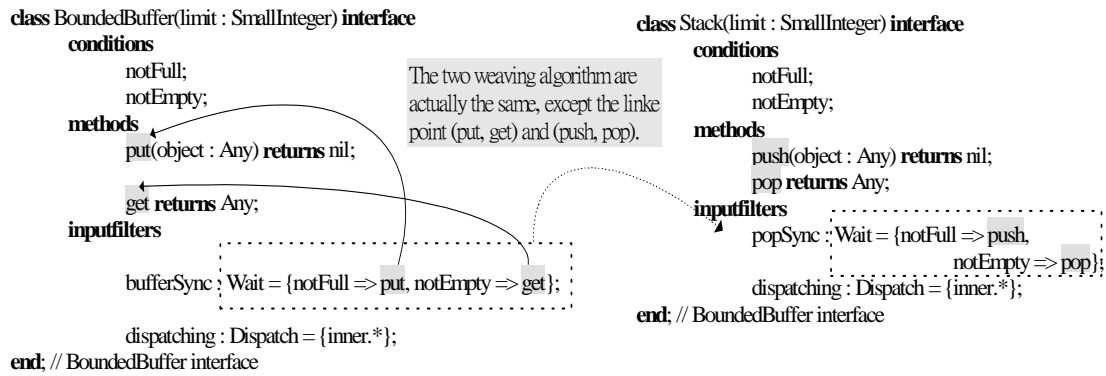 class BoundedBuffer(limit : SmallInteger) interface
conditions
notFull;
notEmpty;
methods
put(object : Any) returns nil;
get returns Any;
inputfilters
bufferSync : Wait = {notFull => put, notEmpty => get};
dispatching : Dispatch = {inner.*};
end; // BoundedBuffer interface
The two weaving algorithm are
actually the same, except the linke
point (put, get) and (push, pop).
class Stack(limit : SmallInteger) interface
conditions
notFull;
notEmpty;
methods
push(object : Any) returns nil;
pop returns Any;
inputfilters
popSync : Wait = {notFull => push,
notEmpty => pop};
dispatching : Dispatch = {inner.*};
end; // BoundedBuffer interface